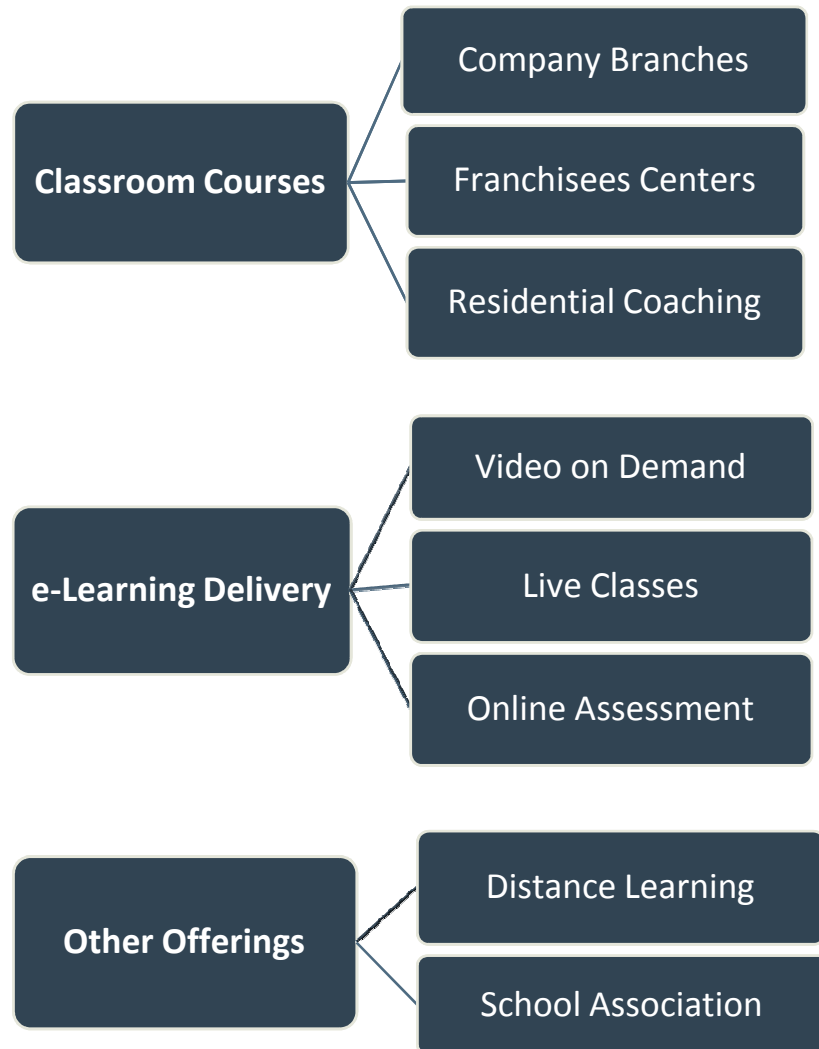 Classroom Courses
Company Branches
Franchisees Centers
Residential Coaching
e-Learning Delivery
Video on Demand
Live Classes
Online Assessment
Other Offerings
Distance Learning
School Association